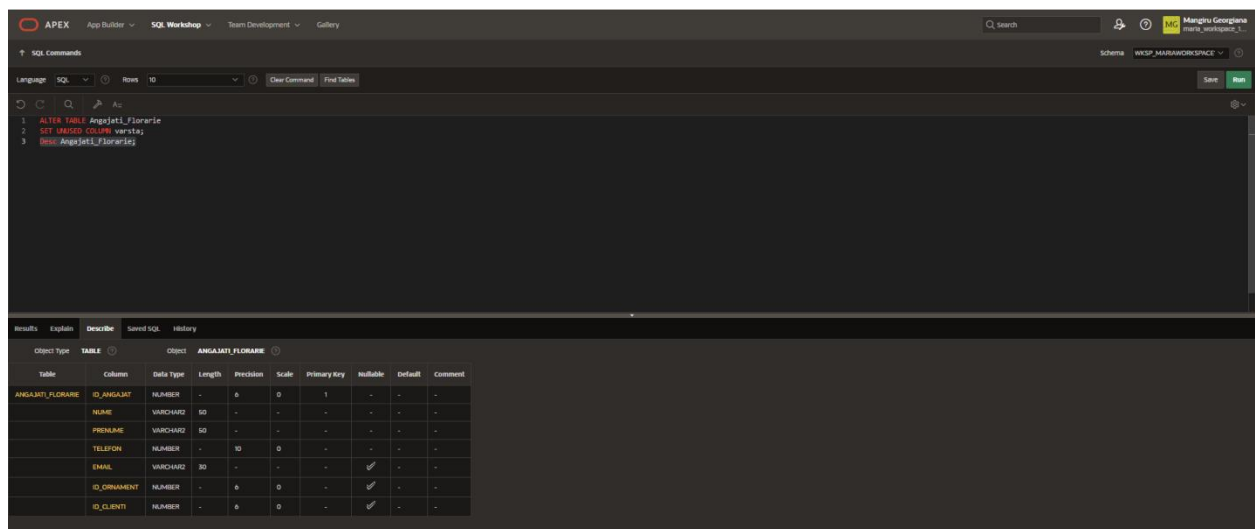 APEX App Builder SQL Workshop Team Development Gallery Search MG Mangiru Georgiana
maria_workspace_t...
SQL Commands Schema WKSP_MARIAWORKSPACE
Language SQL Rows 10 Clear Command Find Tables Save Run
1 ALTER TABLE Angajati_Florarie
2 SET UNUSED COLUMN varsta;
3 Desc Angajati_Florarie;
Results Explain Describe Saved SQL History
Object Type TABLE Object ANGAJATI_FLORARIE
Table Column Data Type Length Precision Scale Primary Key Nullable Default Comment
ANGAJATI_FLORARIE ID_ANGAJAT NUMBER - 6 0 1 - - -
NUME VARCHAR2 50 - - - - - -
PRENUME VARCHAR2 50 - - - - - -
TELEFON NUMBER - 10 0 - - - -
EMAIL VARCHAR2 30 - - - ✓ - -
ID_ORNAMENT NUMBER - 6 0 - ✓ - -
ID_CLIENTI NUMBER - 6 0 - ✓ - -